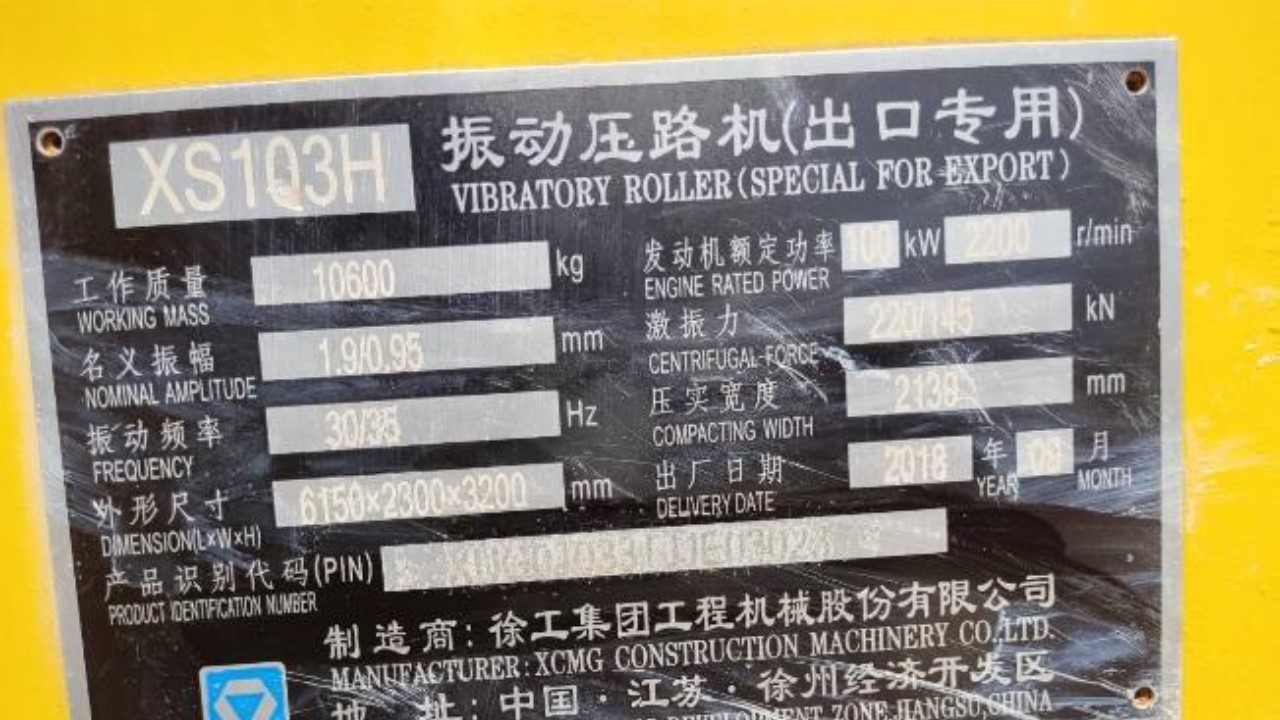 XS103H
振动压路机(出口专用)
VIBRATORY ROLLER(SPECIAL FOR EXPORT)
工作质量 10600 kg
WORKING MASS
名义振幅 1.9/0.95 mm
NOMINAL AMPLITUDE
振动频率 30/35 Hz
FREQUENCY
外形尺寸 6150×2300×3200 mm
DIMENSION(L×W×H)
发动机额定功率 100 kW 2200 r/min
ENGINE RATED POWER
激振力 220/145 kN
CENTRIFUGAL FORCE
压实宽度 mm
COMPACTING WIDTH
出厂日期 2018 年 月
DELIVERY DATE YEAR MONTH
产品识别代码(PIN)
PRODUCT IDENTIFICATION NUMBER
制造商:徐工集团工程机械股份有限公司
MANUFACTURER:XCMG CONSTRUCTION MACHINERY CO.,LTD.
地址:中国·江苏·徐州经济开发区
DEVELOPMENT ZONE,JIANGSU,CHINA